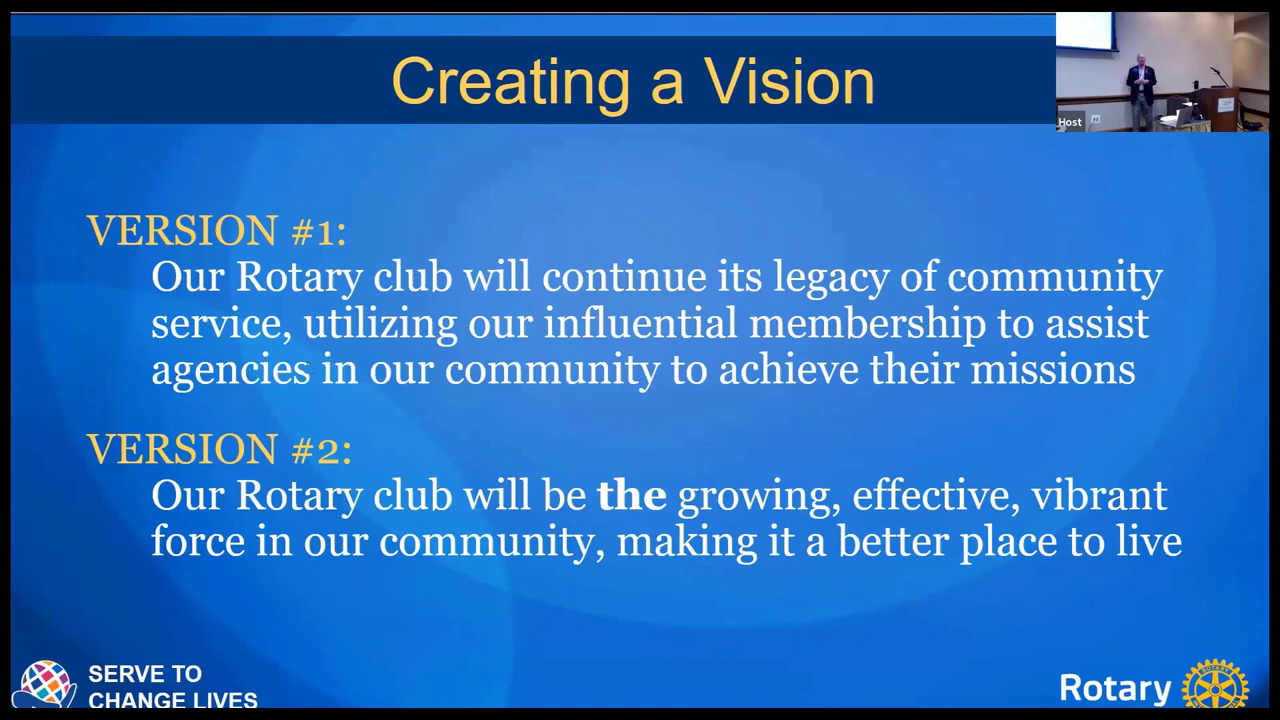 Creating a Vision
Host
VERSION #1:
Our Rotary club will continue its legacy of community
service, utilizing our influential membership to assist
agencies in our community to achieve their missions
VERSION #2:
Our Rotary club will be the growing, effective, vibrant
force in our community, making it a better place to live
SERVE TO
CHANGE LIVES
Rotary